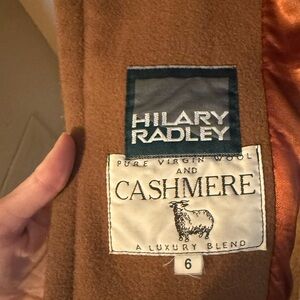 HILARY
RADLEY
PURE VIRGIN WOOL
AND
CASHMERE
A LUXURY BLEND
6